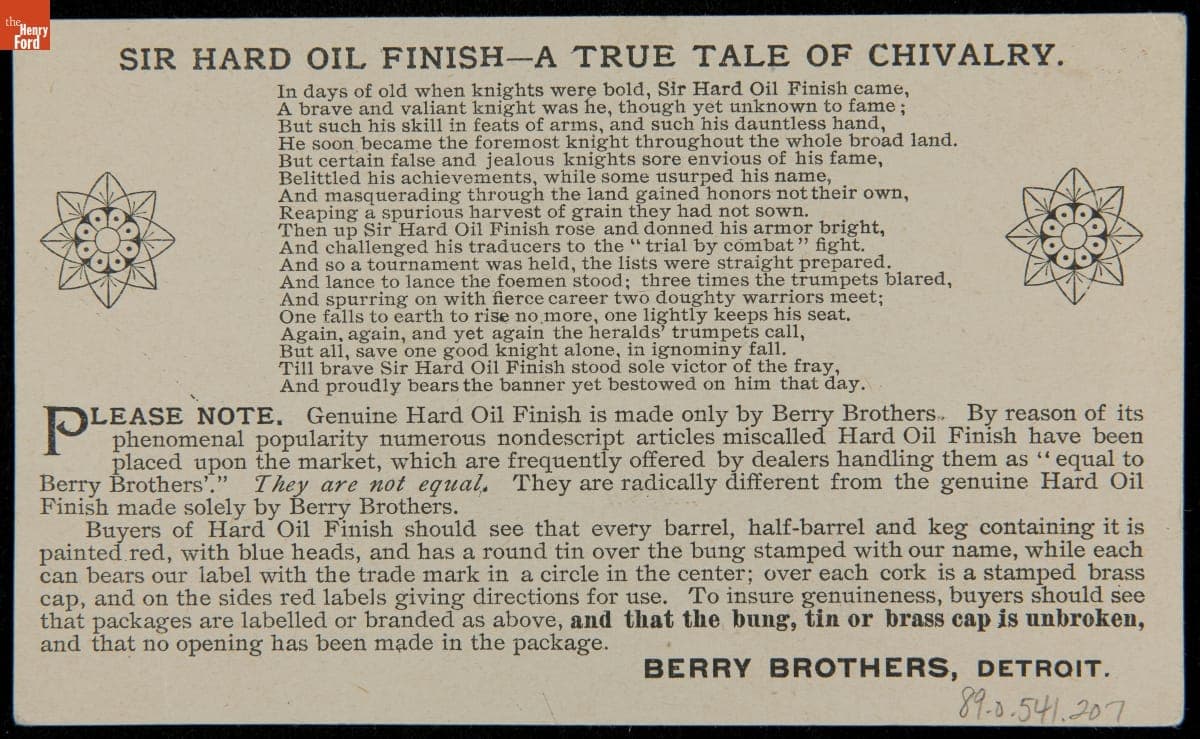 the
Henry
Ford
SIR HARD OIL FINISH—A TRUE TALE OF CHIVALRY.
In days of old when knights were bold, Sir Hard Oil Finish came,
A brave and valiant knight was he, though yet unknown to fame;
But such his skill in feats of arms, and such his dauntless hand,
He soon became the foremost knight throughout the whole broad land.
But certain false and jealous knights sore envious of his fame,
Belittled his achievements, while some usurped his name,
And masquerading through the land gained honors not their own,
Reaping a spurious harvest of grain they had not sown.
Then up Sir Hard Oil Finish rose and donned his armor bright,
And challenged his traducers to the "trial by combat" fight.
And so a tournament was held, the lists were straight prepared.
And lance to lance the foemen stood; three times the trumpets blared,
And spurring on with fierce career two doughty warriors meet;
One falls to earth to rise no more, one lightly keeps his seat.
Again, again, and yet again the heralds' trumpets call,
But all, save one good knight alone, in ignominy fall.
Till brave Sir Hard Oil Finish stood sole victor of the fray,
And proudly bears the banner yet bestowed on him that day.
PLEASE NOTE. Genuine Hard Oil Finish is made only by Berry Brothers. By reason of its
phenomenal popularity numerous nondescript articles miscalled Hard Oil Finish have been
placed upon the market, which are frequently offered by dealers handling them as "equal to
Berry Brothers'." They are not equal. They are radically different from the genuine Hard Oil
Finish made solely by Berry Brothers.
Buyers of Hard Oil Finish should see that every barrel, half-barrel and keg containing it is
painted red, with blue heads, and has a round tin over the bung stamped with our name, while each
can bears our label with the trade mark in a circle in the center; over each cork is a stamped brass
cap, and on the sides red labels giving directions for use. To insure genuineness, buyers should see
that packages are labelled or branded as above, and that the bung, tin or brass cap is unbroken,
and that no opening has been made in the package.
BERRY BROTHERS, DETROIT.
89.0.541.207